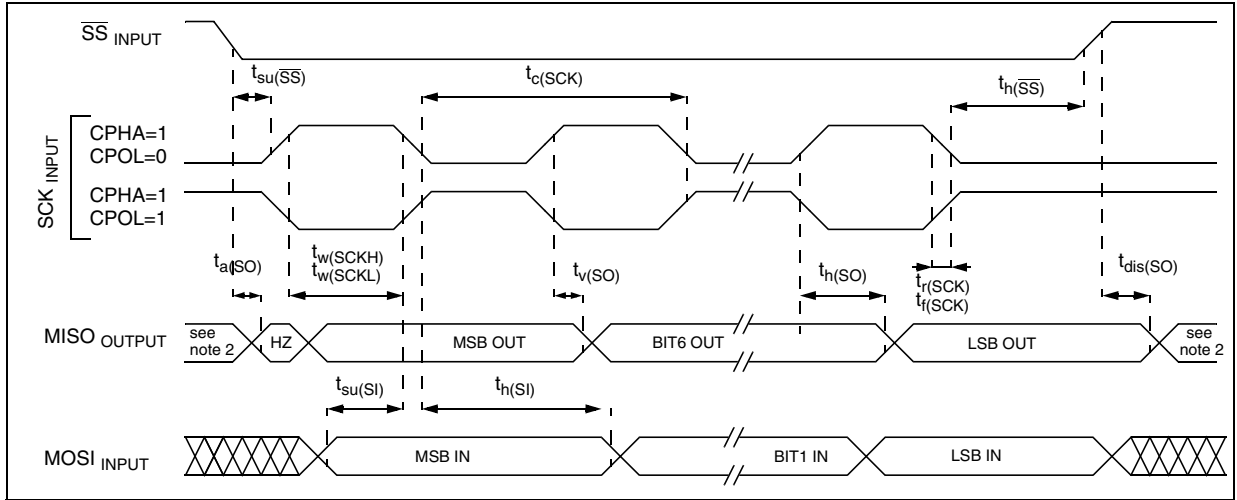 SS INPUT
tsu(SS)
tc(SCK)
th(SS)
SCK INPUT
CPHA=1
CPOL=0
CPHA=1
CPOL=1
ta(SO)
tw(SCKH)
tw(SCKL)
tv(SO)
th(SO)
tr(SCK)
tf(SCK)
tdis(SO)
MISO OUTPUT
see
note 2
HZ
MSB OUT
BIT6 OUT
LSB OUT
see
note 2
tsu(SI)
th(SI)
MOSI INPUT
MSB IN
BIT1 IN
LSB IN